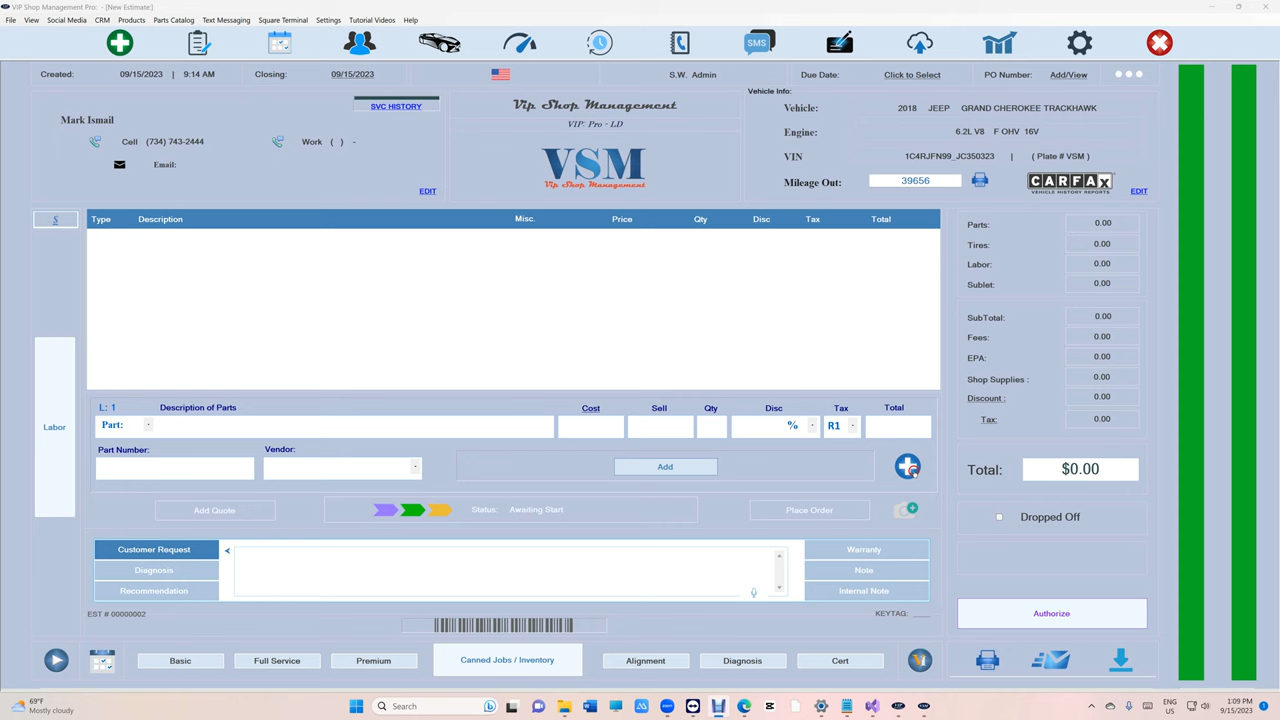 VIP Shop Management Pro: - [New Estimate:]
File View Social Media CRM Products Parts Catalog Text Messaging Square Terminal Settings Tutorial Videos Help
SMS
Created: 09/15/2023 | 9:14 AM Closing: 09/15/2023 S.W. Admin Due Date: Click to Select PO Number: Add/View
SVC HISTORY
Mark Ismail
Cell (734) 743-2444 Work ( ) -
Email:
EDIT
Vip Shop Management
VIP: Pro - LD
VSM
Vip Shop Management
Vehicle Info:
Vehicle: 2018 JEEP GRAND CHEROKEE TRACKHAWK
Engine: 6.2L V8 F OHV 16V
VIN 1C4RJFN99_JC350323 | ( Plate # VSM )
Mileage Out: 39656 CARFAX
VEHICLE HISTORY REPORTS
EDIT
S Type Description Misc. Price Qty Disc Tax Total
Labor
Parts: 0.00
Tires: 0.00
Labor: 0.00
Sublet: 0.00
SubTotal: 0.00
Fees: 0.00
EPA: 0.00
Shop Supplies : 0.00
Discount : 0.00
Tax: 0.00
Total: $0.00
L: 1 Description of Parts Cost Sell Qty Disc Tax Total
Part: % R1
Part Number: Vendor:
Add
Add Quote Status: Awaiting Start Place Order
Dropped Off
Customer Request Warranty
Diagnosis Note
Recommendation Internal Note
EST # 00000002 KEYTAG: ___
Authorize
Basic Full Service Premium Canned Jobs / Inventory Alignment Diagnosis Cert
69°F
Mostly cloudy
Search
ENG
US
1:09 PM
9/15/2023